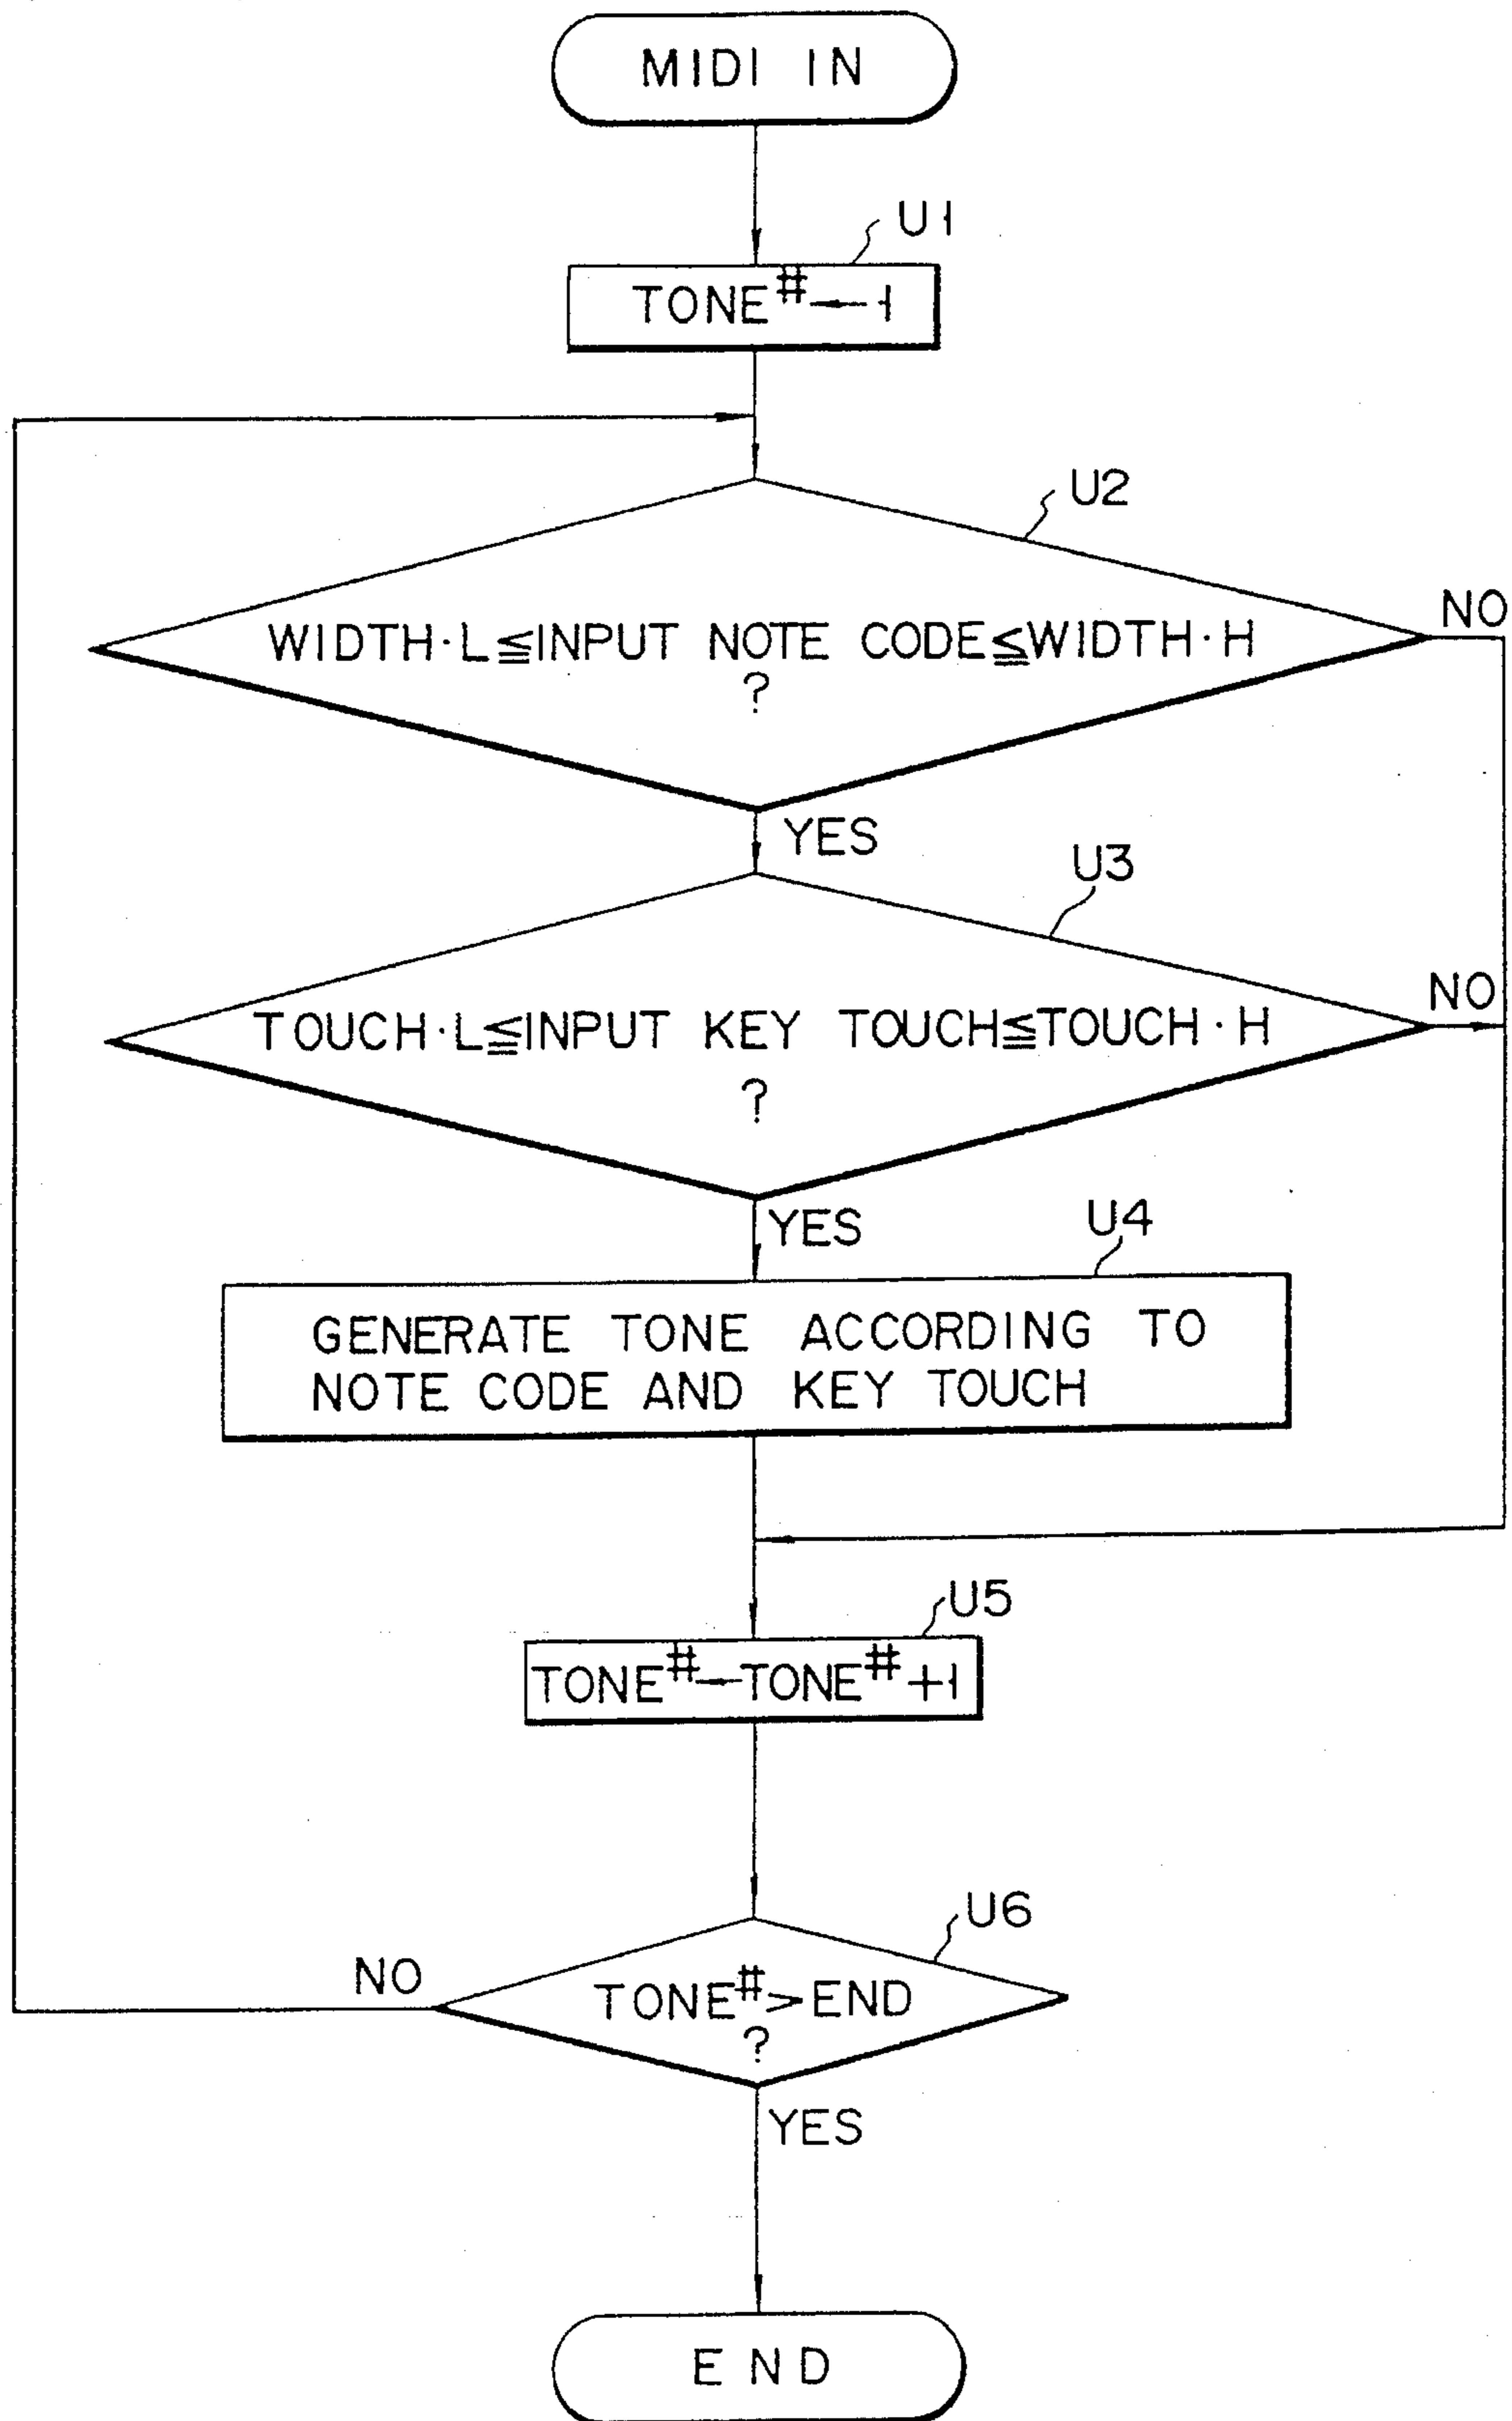 MIDI IN
U1
TONE#←1
U2
WIDTH·L≦INPUT NOTE CODE≦WIDTH·H
?
NO
YES
U3
TOUCH·L≦INPUT KEY TOUCH≦TOUCH·H
?
NO
YES
U4
GENERATE TONE ACCORDING TO
NOTE CODE AND KEY TOUCH
U5
TONE#←TONE#+1
U6
NO
TONE#>END
?
YES
END